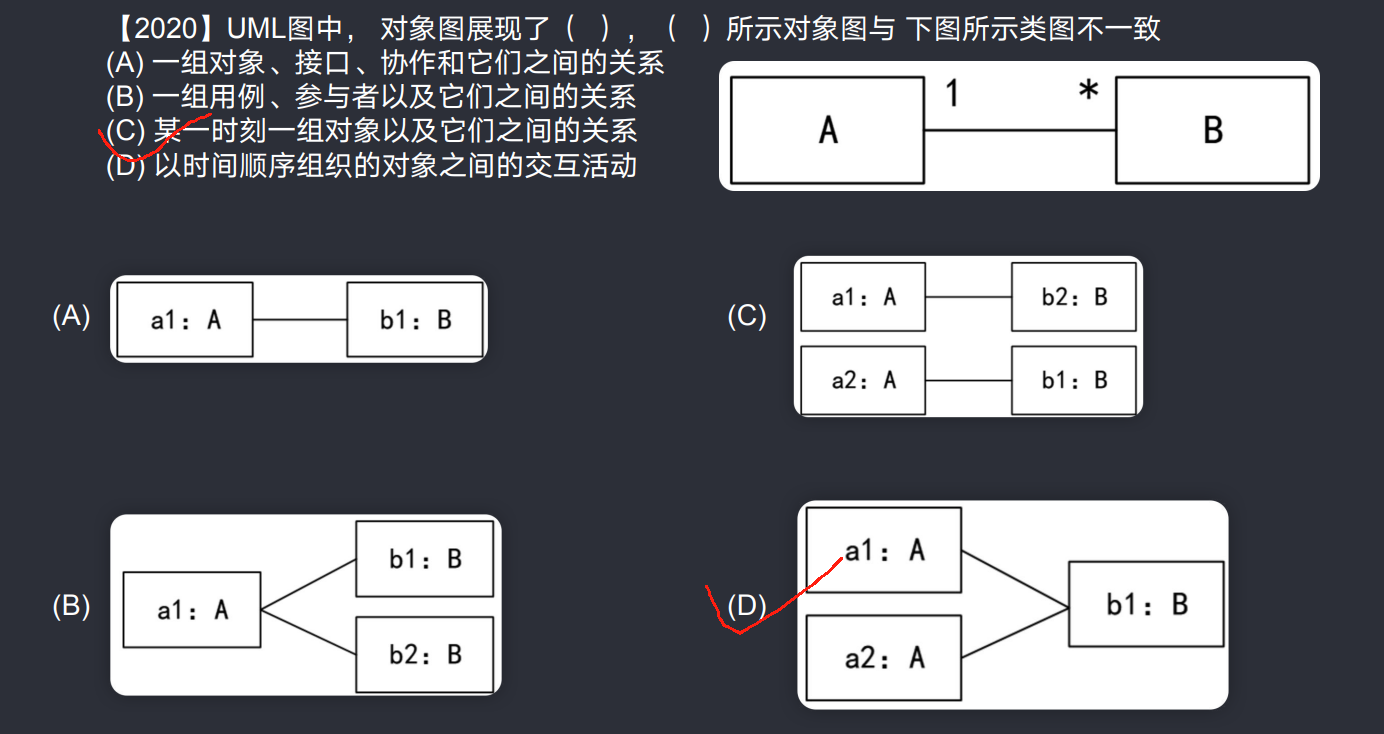 【2020】UML图中， 对象图展现了（ ），（ ）所示对象图与 下图所示类图不一致
(A) 一组对象、接口、协作和它们之间的关系
(B) 一组用例、参与者以及它们之间的关系
(C) 某一时刻一组对象以及它们之间的关系
(D) 以时间顺序组织的对象之间的交互活动
A 1 * B
(A) a1：A b1：B
(C) a1：A b2：B
a2：A b1：B
(B) a1：A b1：B
b2：B
(D) a1：A b1：B
a2：A